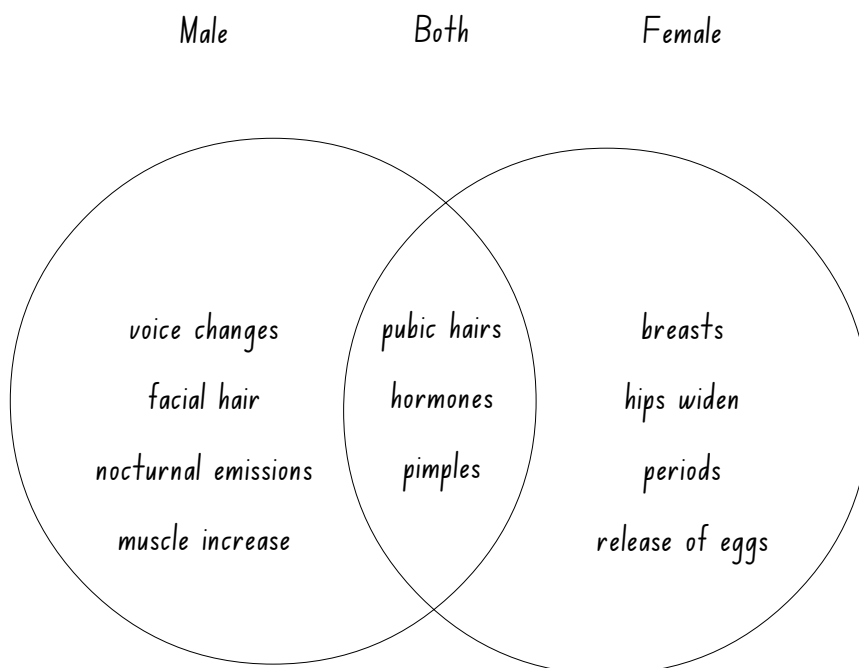 Male Both Female
voice changes pubic hairs breasts
facial hair hormones hips widen
nocturnal emissions pimples periods
muscle increase release of eggs